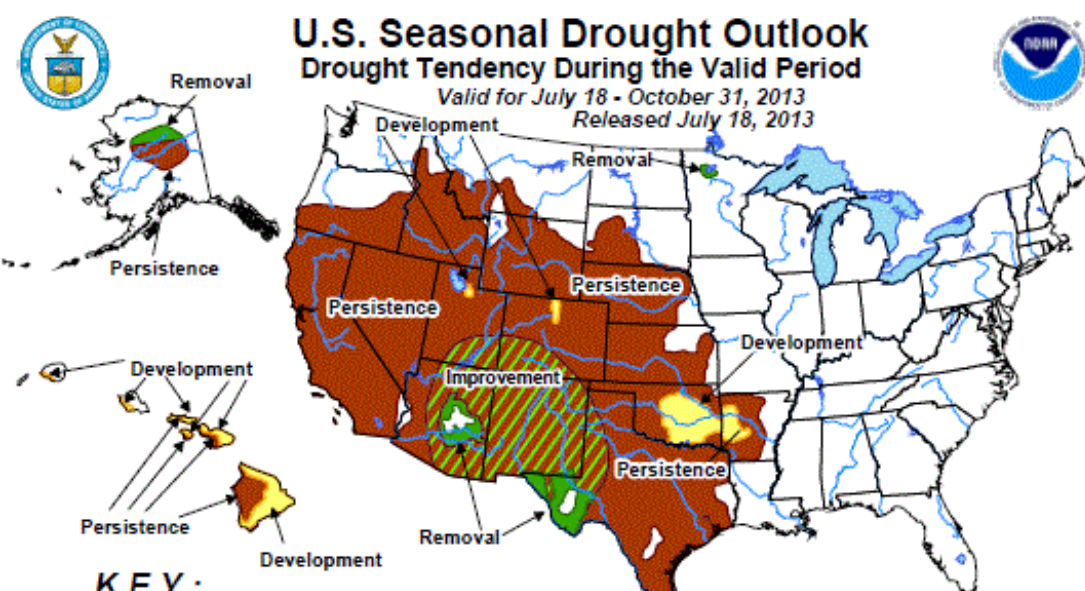 U.S. Seasonal Drought Outlook
Drought Tendency During the Valid Period
Valid for July 18 - October 31, 2013
Released July 18, 2013
Removal
Development
Removal
Persistence
Persistence
Persistence
Development
Development
Improvement
Persistence
Persistence
Removal
Development
KEY:
NOAA